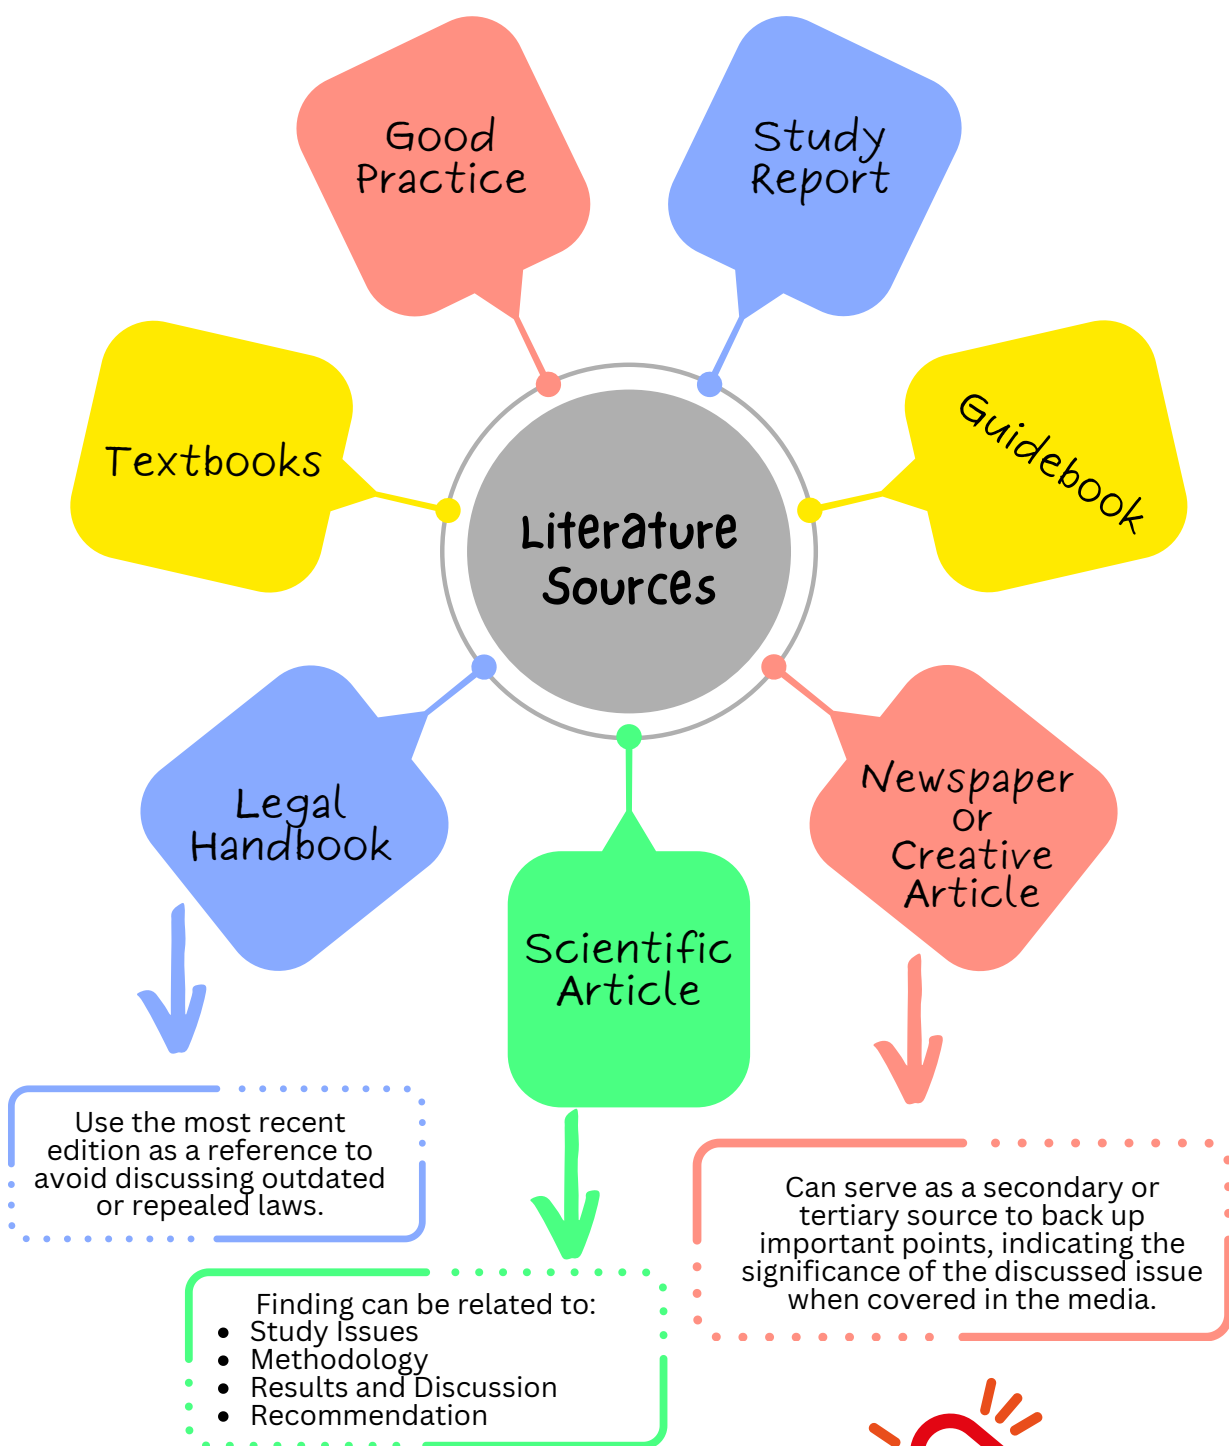 Good
Practice
Study
Report
Textbooks
Guidebook
Literature
Sources
Legal
Handbook
Scientific
Article
Newspaper
or
Creative
Article
Use the most recent
edition as a reference to
avoid discussing outdated
or repealed laws.
Can serve as a secondary or
tertiary source to back up
important points, indicating the
significance of the discussed issue
when covered in the media.
Finding can be related to:
• Study Issues
• Methodology
• Results and Discussion
• Recommendation